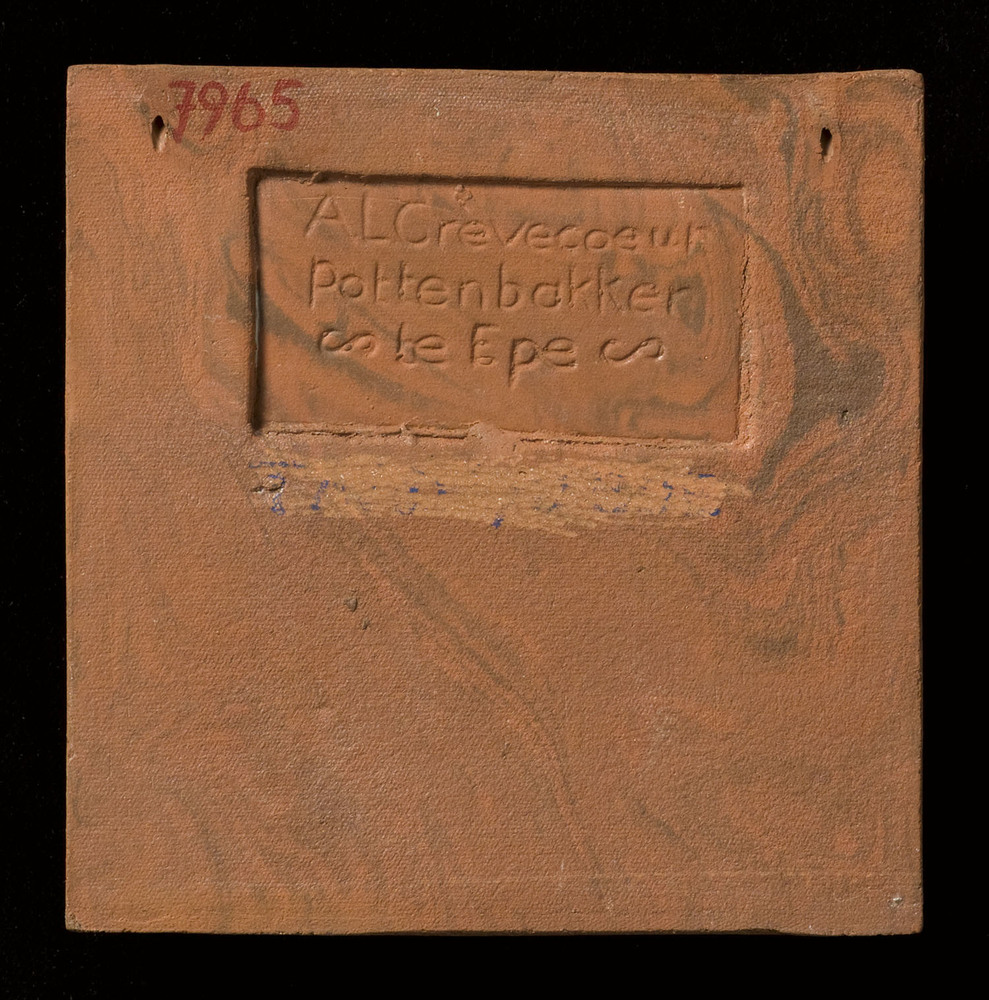 7965
A L Crèvecoeur
Pottenbakker
∞ te Epe ∞